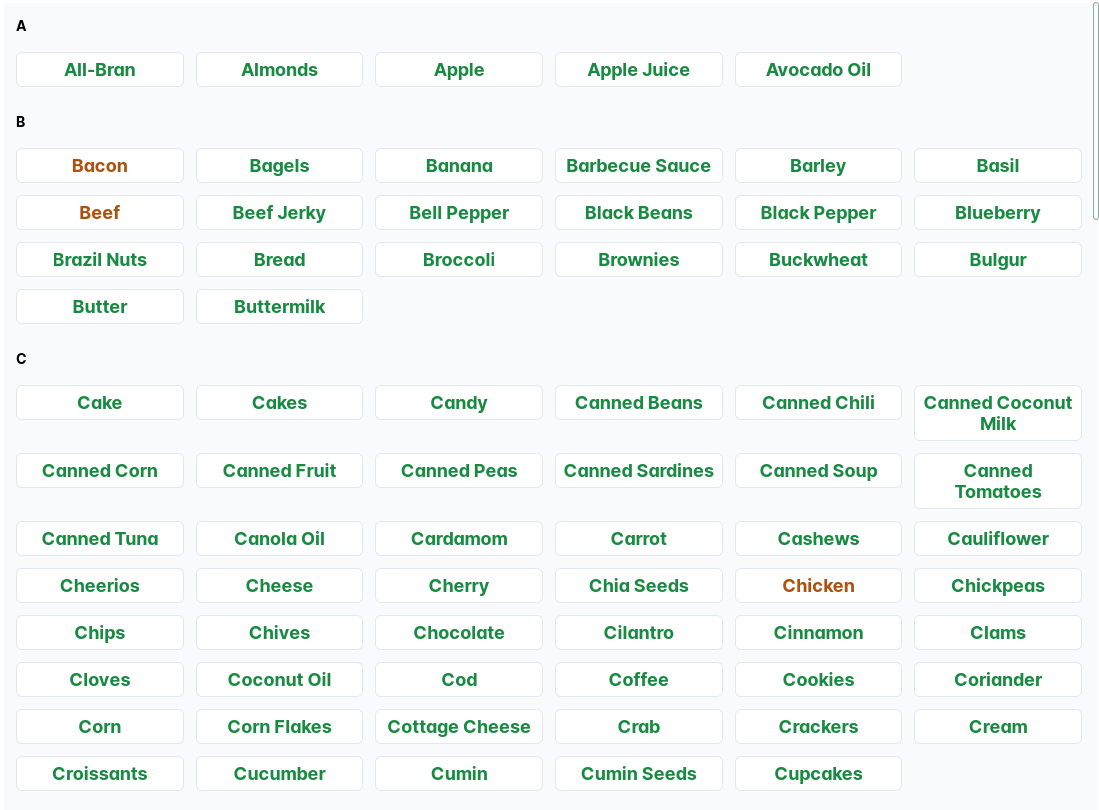 A
All-Bran
Almonds
Apple
Apple Juice
Avocado Oil
B
Bacon
Bagels
Banana
Barbecue Sauce
Barley
Basil
Beef
Beef Jerky
Bell Pepper
Black Beans
Black Pepper
Blueberry
Brazil Nuts
Bread
Broccoli
Brownies
Buckwheat
Bulgur
Butter
Buttermilk
C
Cake
Cakes
Candy
Canned Beans
Canned Chili
Canned Coconut
Milk
Canned Corn
Canned Fruit
Canned Peas
Canned Sardines
Canned Soup
Canned
Tomatoes
Canned Tuna
Canola Oil
Cardamom
Carrot
Cashews
Cauliflower
Cheerios
Cheese
Cherry
Chia Seeds
Chicken
Chickpeas
Chips
Chives
Chocolate
Cilantro
Cinnamon
Clams
Cloves
Coconut Oil
Cod
Coffee
Cookies
Coriander
Corn
Corn Flakes
Cottage Cheese
Crab
Crackers
Cream
Croissants
Cucumber
Cumin
Cumin Seeds
Cupcakes